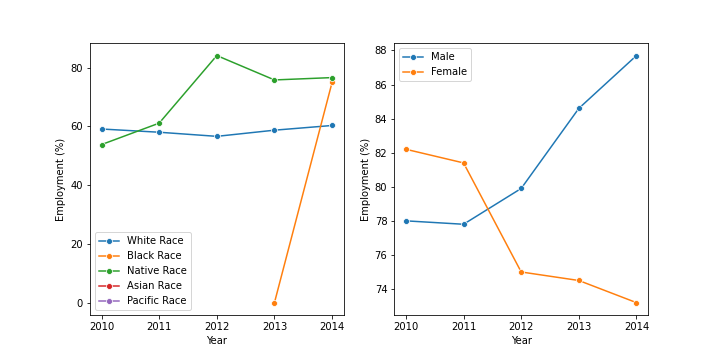 Employment (%)
80
60
40
20
0
White Race
Black Race
Native Race
Asian Race
Pacific Race
2010 2011 2012 2013 2014
Year
Employment (%)
88
86
84
82
80
78
76
74
Male
Female
2010 2011 2012 2013 2014
Year